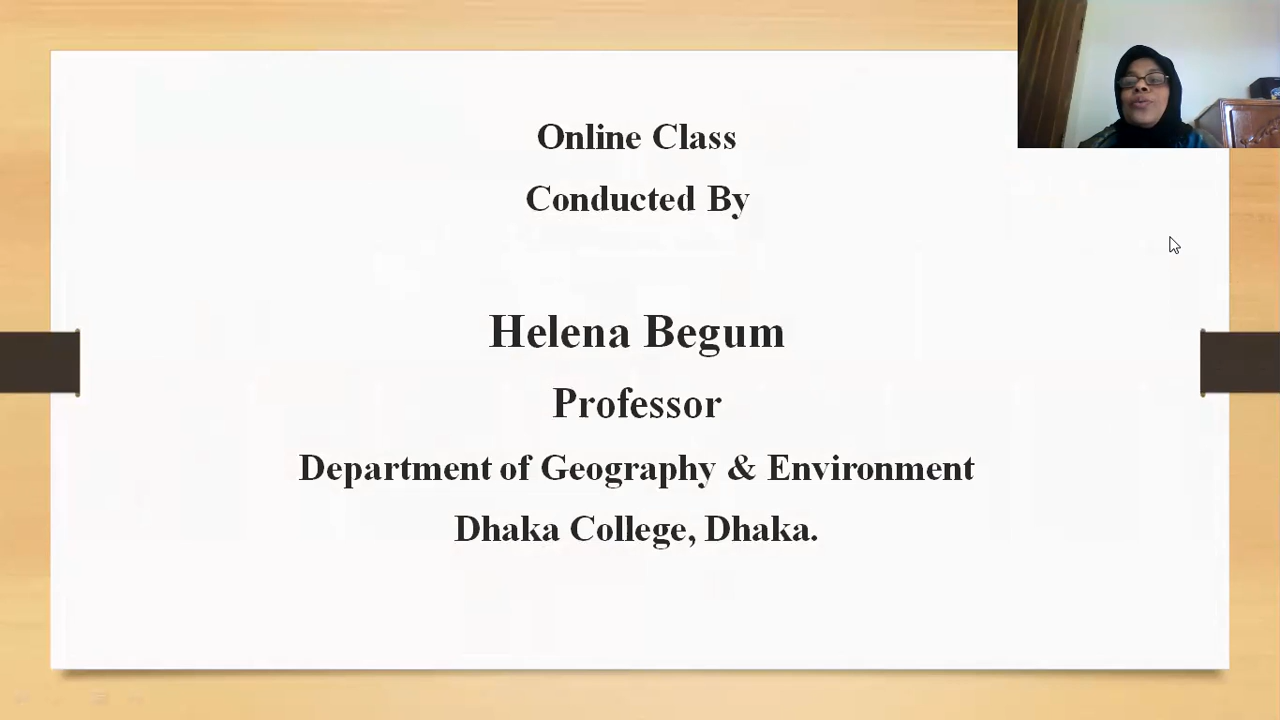 Online Class
Conducted By
Helena Begum
Professor
Department of Geography & Environment
Dhaka College, Dhaka.